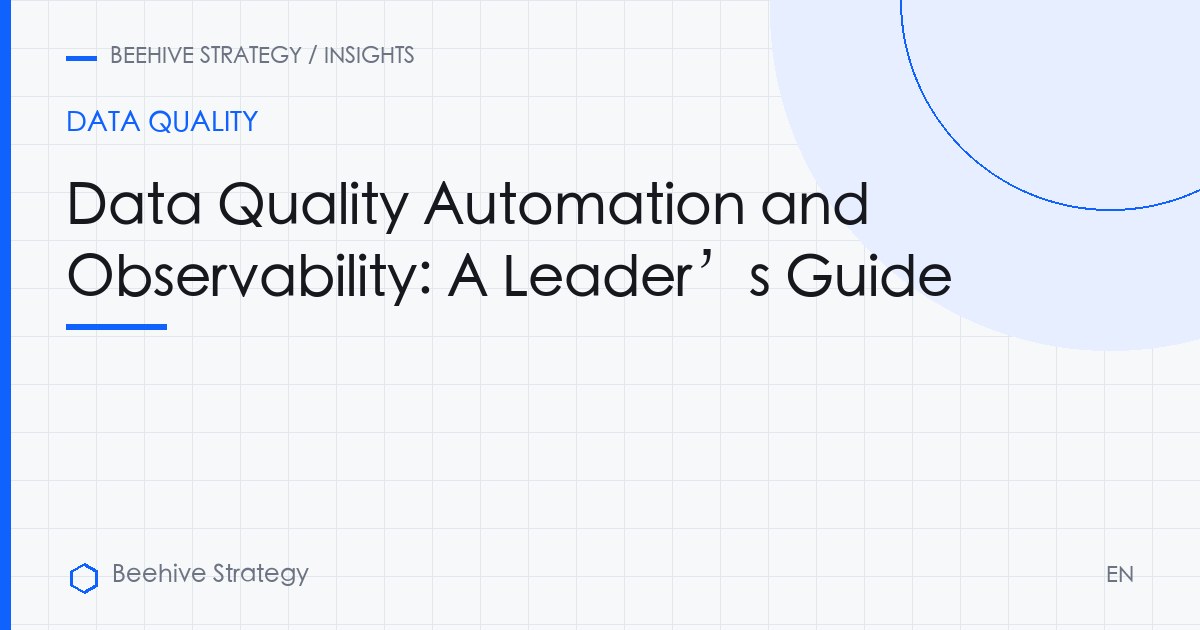 BEEHIVE STRATEGY / INSIGHTS
DATA QUALITY
Data Quality Automation and
Observability: A Leader’s Guide
Beehive Strategy
EN